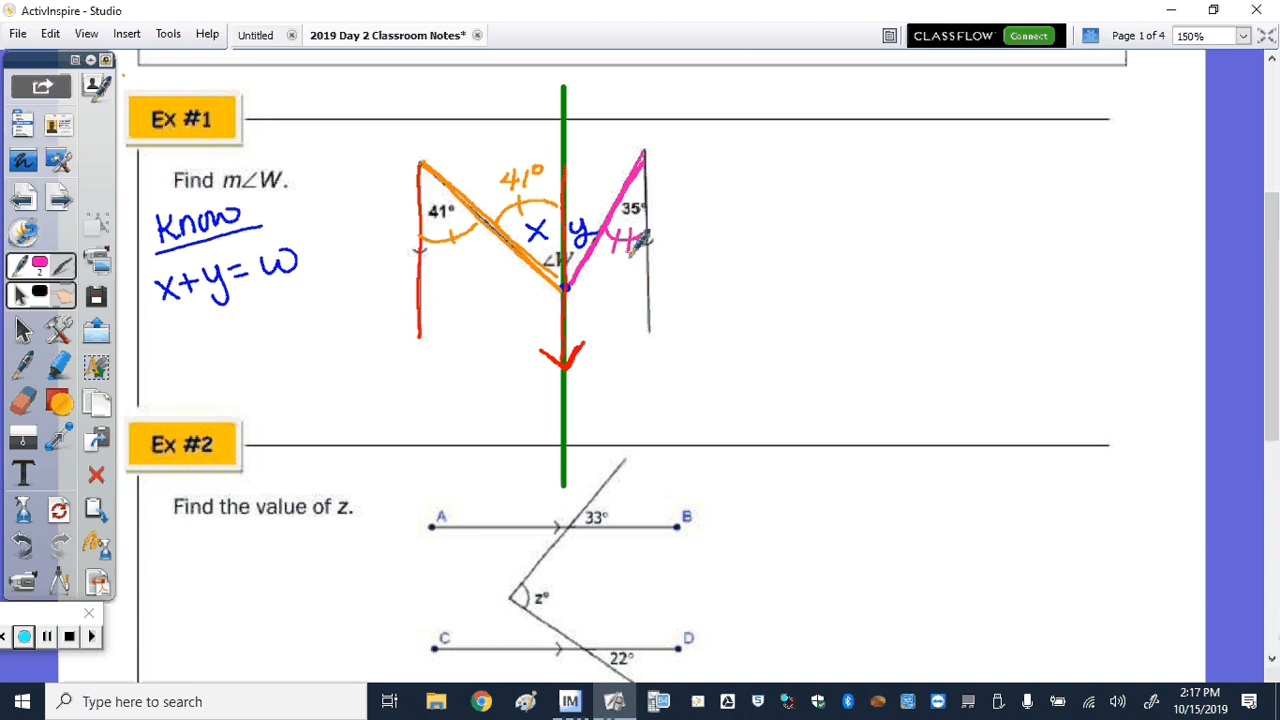 ActivInspire - Studio
File Edit View Insert Tools Help
Untitled
2019 Day 2 Classroom Notes*
CLASSFLOW Connect
Page 1 of 4
150%
Ex #1
Find m∠W.
Know
x+y=w
41°
41°
x
y
35°
∠W
Ex #2
Find the value of z.
A
33°
B
z°
C
D
22°
2
T
Type here to search
IM
2:17 PM
10/15/2019